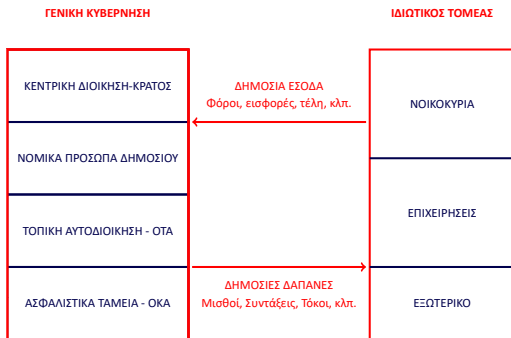 ΓΕΝΙΚΗ ΚΥΒΕΡΝΗΣΗ
ΙΔΙΩΤΙΚΟΣ ΤΟΜΕΑΣ
ΚΕΝΤΡΙΚΗ ΔΙΟΙΚΗΣΗ-ΚΡΑΤΟΣ
ΝΟΜΙΚΑ ΠΡΟΣΩΠΑ ΔΗΜΟΣΙΟΥ
ΤΟΠΙΚΗ ΑΥΤΟΔΙΟΙΚΗΣΗ - ΟΤΑ
ΑΣΦΑΛΙΣΤΙΚΑ ΤΑΜΕΙΑ - ΟΚΑ
ΔΗΜΟΣΙΑ ΕΣΟΔΑ
Φόροι, εισφορές, τέλη, κλπ.
ΔΗΜΟΣΙΕΣ ΔΑΠΑΝΕΣ
Μισθοί, Συντάξεις, Τόκοι, κλπ.
ΝΟΙΚΟΚΥΡΙΑ
ΕΠΙΧΕΙΡΗΣΕΙΣ
ΕΞΩΤΕΡΙΚΟ